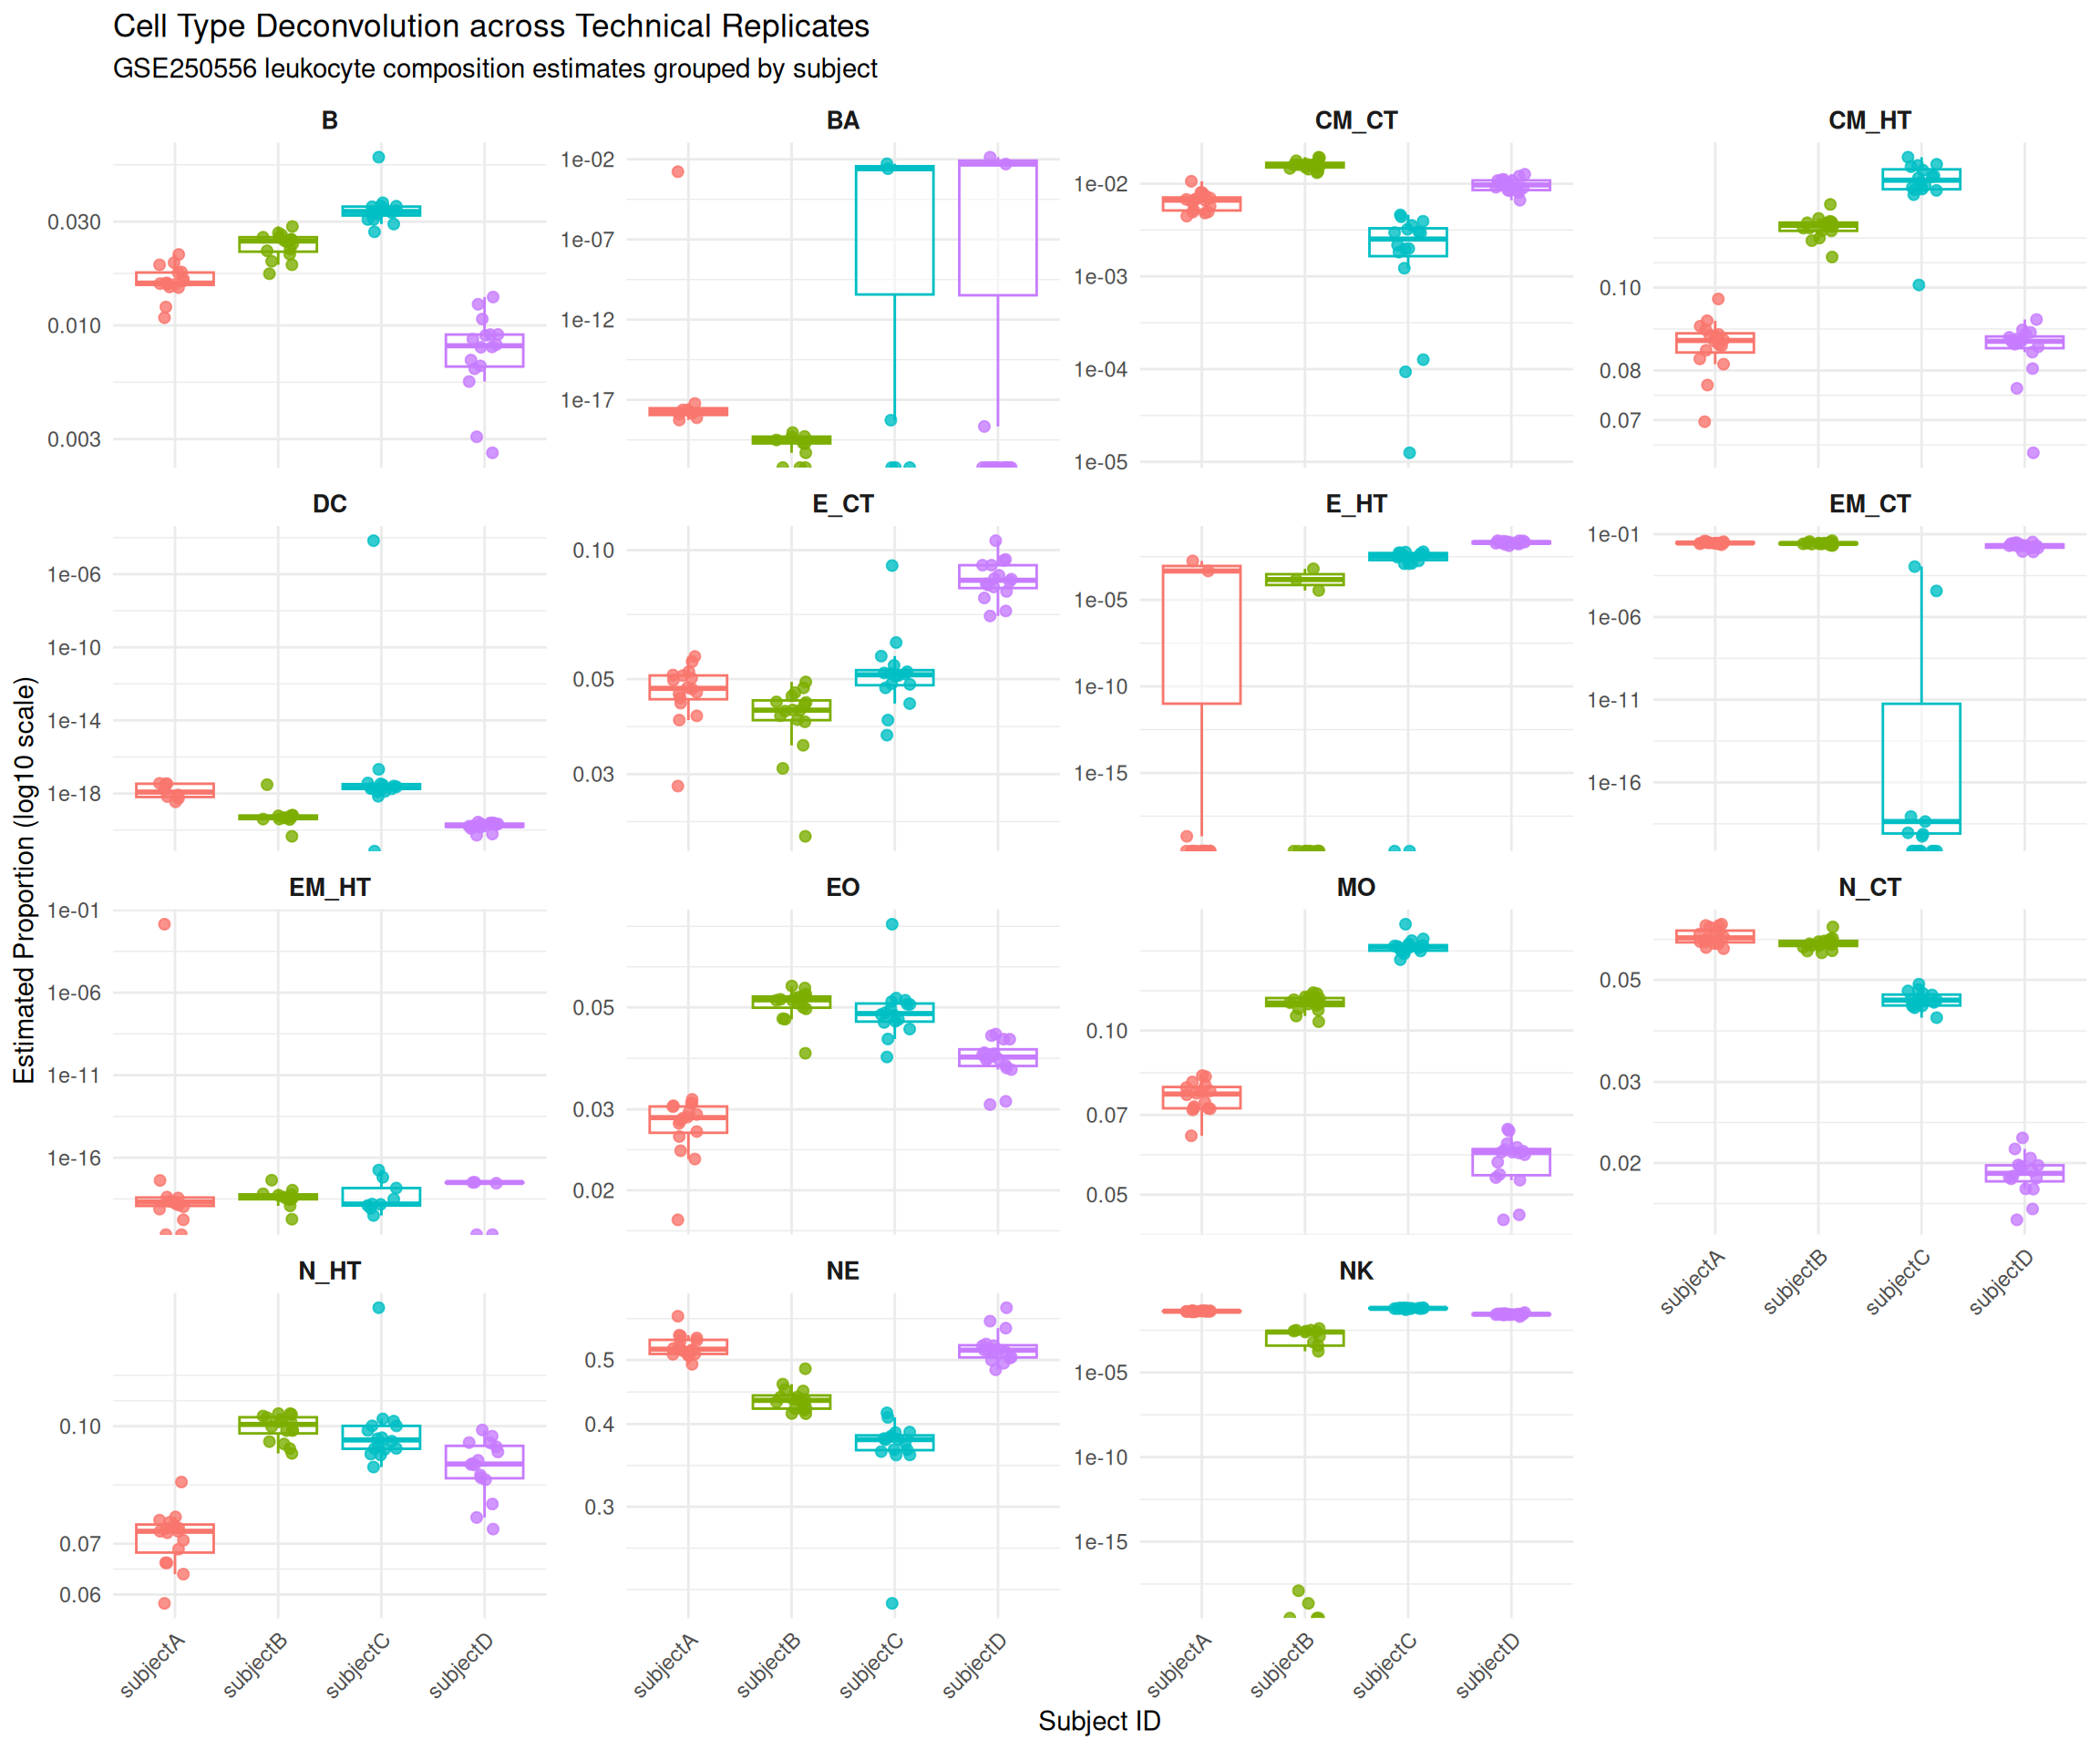 Cell Type Deconvolution across Technical Replicates
GSE250556 leukocyte composition estimates grouped by subject
Estimated Proportion (log10 scale)
B
0.030
0.010
0.003
BA
1e-02
1e-07
1e-12
1e-17
CM_CT
1e-02
1e-03
1e-04
1e-05
CM_HT
0.10
0.08
0.07
DC
1e-06
1e-10
1e-14
1e-18
E_CT
0.10
0.05
0.03
E_HT
1e-05
1e-10
1e-15
EM_CT
1e-01
1e-06
1e-11
1e-16
EM_HT
1e-01
1e-06
1e-11
1e-16
EO
0.05
0.03
0.02
MO
0.10
0.07
0.05
N_CT
0.05
0.03
0.02
subjectA
subjectB
subjectC
subjectD
N_HT
0.10
0.07
0.06
subjectA
subjectB
subjectC
subjectD
NE
0.5
0.4
0.3
subjectA
subjectB
subjectC
subjectD
NK
1e-05
1e-10
1e-15
subjectA
subjectB
subjectC
subjectD
Subject ID